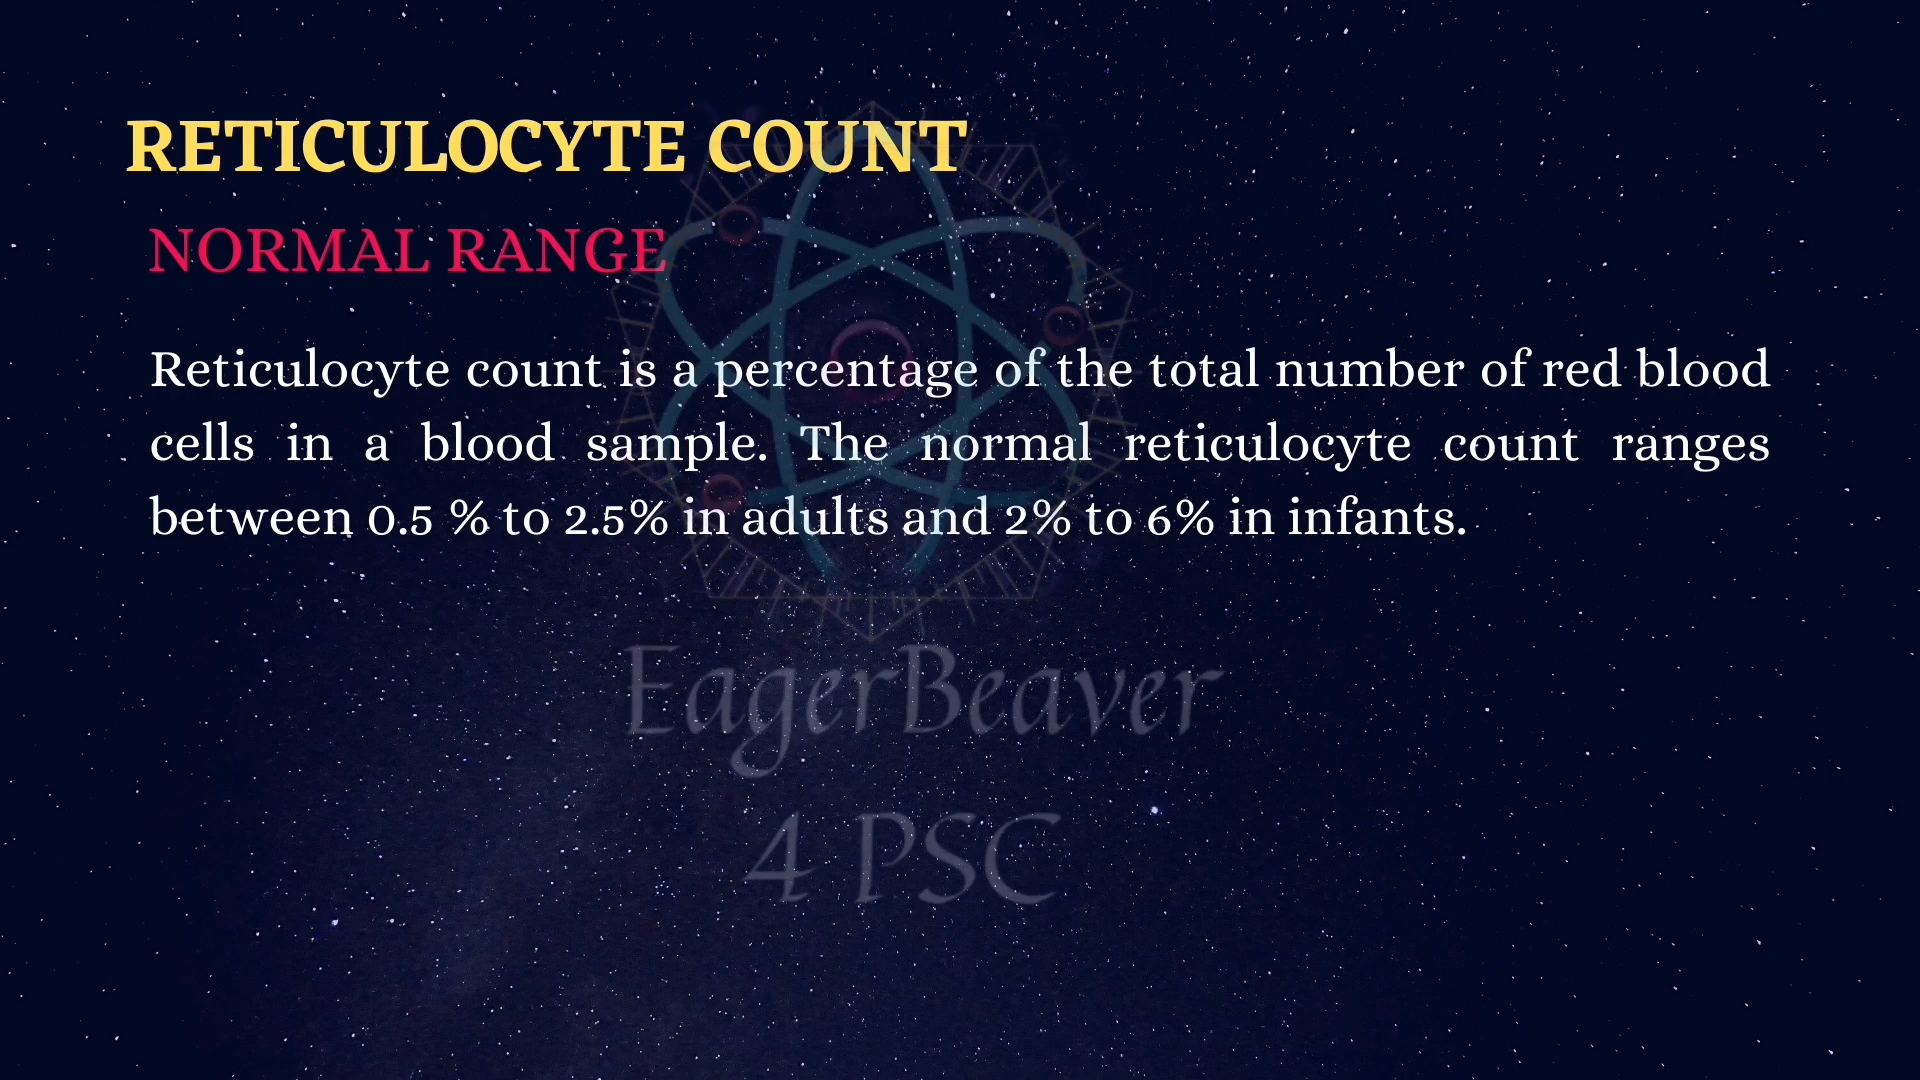 RETICULOCYTE COUNT
NORMAL RANGE
Reticulocyte count is a percentage of the total number of red blood
cells in a blood sample. The normal reticulocyte count ranges
between 0.5 % to 2.5% in adults and 2% to 6% in infants.
EagerBeaver
4 PSC